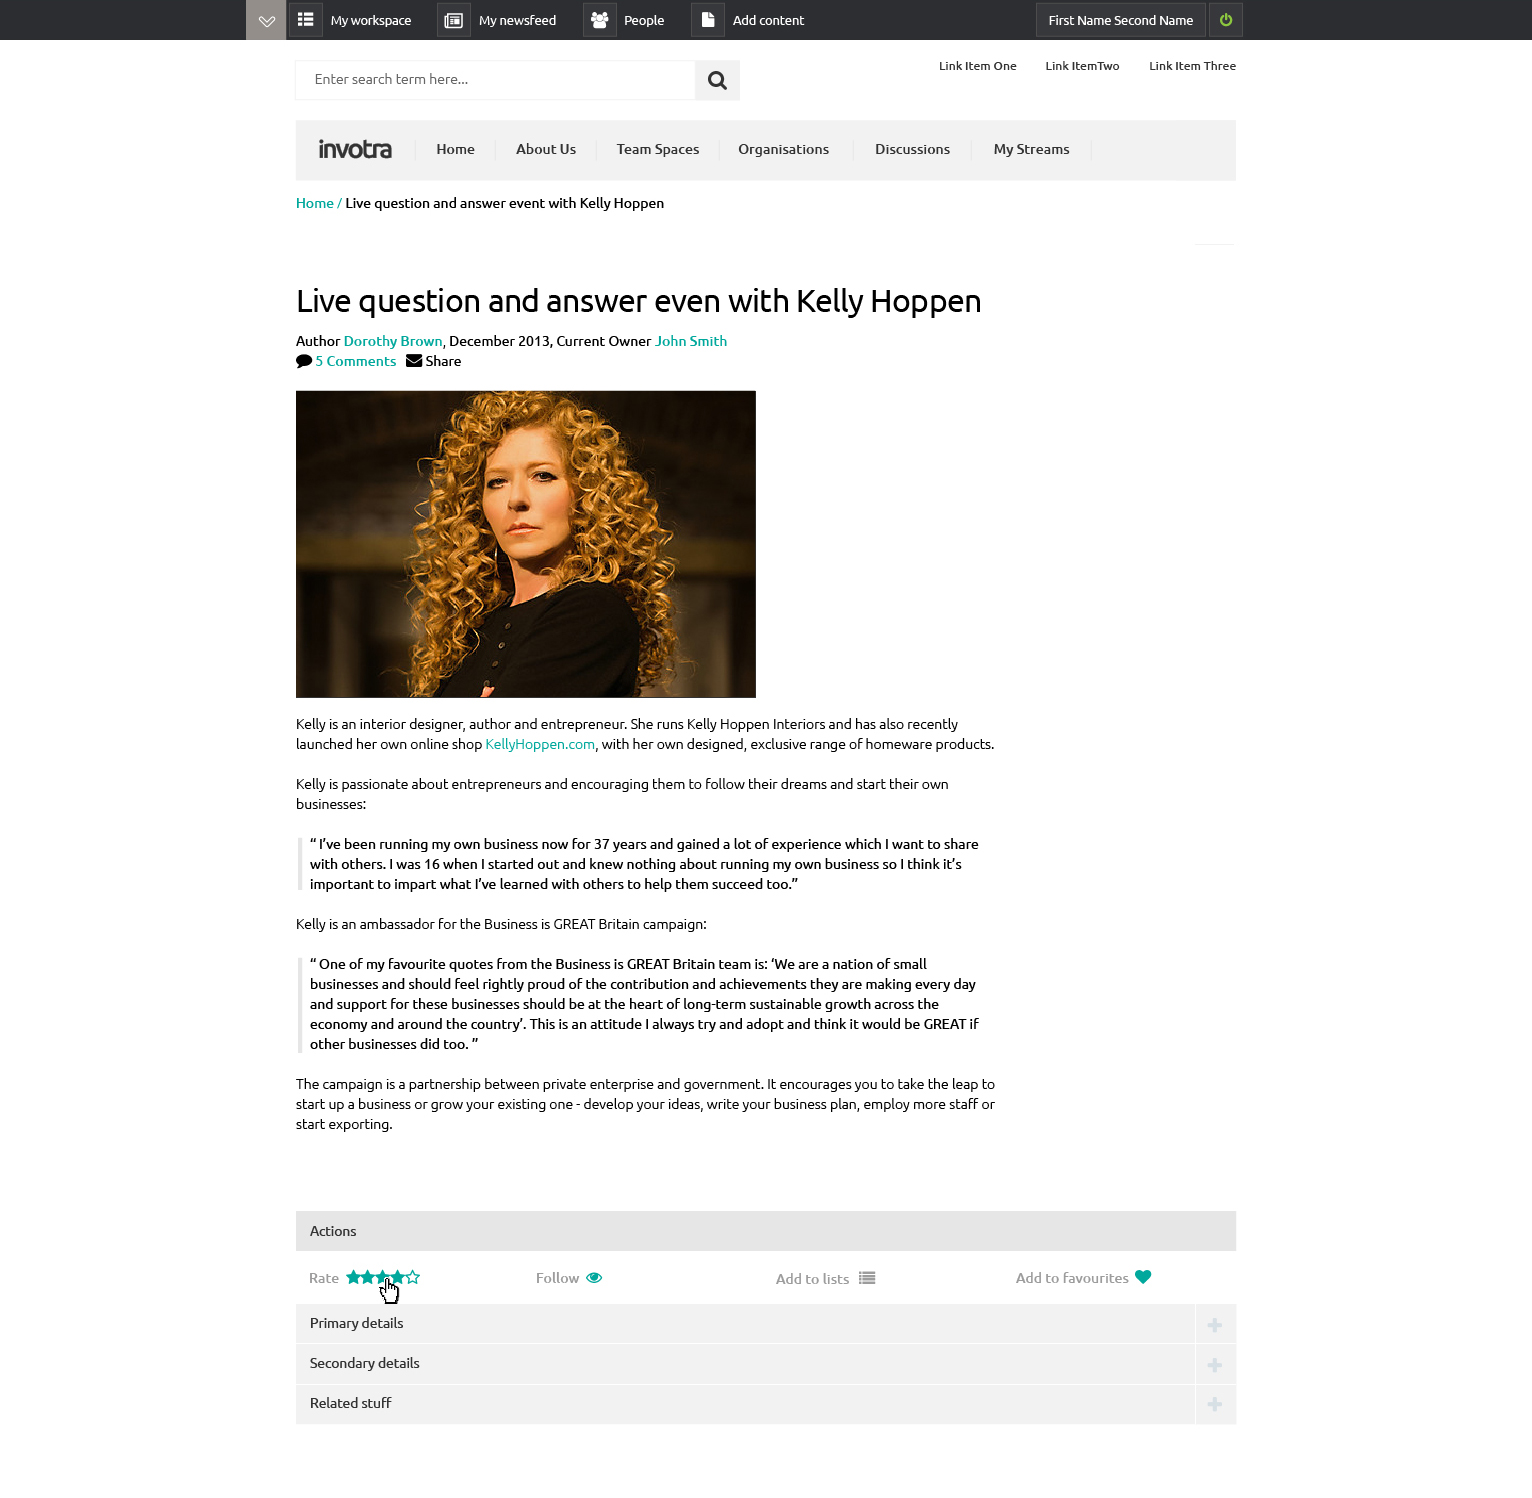 My workspace
My newsfeed
People
Add content
First Name Second Name
Enter search term here...
Link Item One
Link ItemTwo
Link Item Three
invotra
Home
About Us
Team Spaces
Organisations
Discussions
My Streams
Home / Live question and answer event with Kelly Hoppen
Live question and answer even with Kelly Hoppen
Author Dorothy Brown, December 2013, Current Owner John Smith
5 Comments Share
Kelly is an interior designer, author and entrepreneur. She runs Kelly Hoppen Interiors and has also recently
launched her own online shop KellyHoppen.com, with her own designed, exclusive range of homeware products.
Kelly is passionate about entrepreneurs and encouraging them to follow their dreams and start their own
businesses:
“ I’ve been running my own business now for 37 years and gained a lot of experience which I want to share
with others. I was 16 when I started out and knew nothing about running my own business so I think it’s
important to impart what I’ve learned with others to help them succeed too.”
Kelly is an ambassador for the Business is GREAT Britain campaign:
“ One of my favourite quotes from the Business is GREAT Britain team is: ‘We are a nation of small
businesses and should feel rightly proud of the contribution and achievements they are making every day
and support for these businesses should be at the heart of long-term sustainable growth across the
economy and around the country’. This is an attitude I always try and adopt and think it would be GREAT if
other businesses did too. ”
The campaign is a partnership between private enterprise and government. It encourages you to take the leap to
start up a business or grow your existing one - develop your ideas, write your business plan, employ more staff or
start exporting.
Actions
Rate
Follow
Add to lists
Add to favourites
Primary details
Secondary details
Related stuff